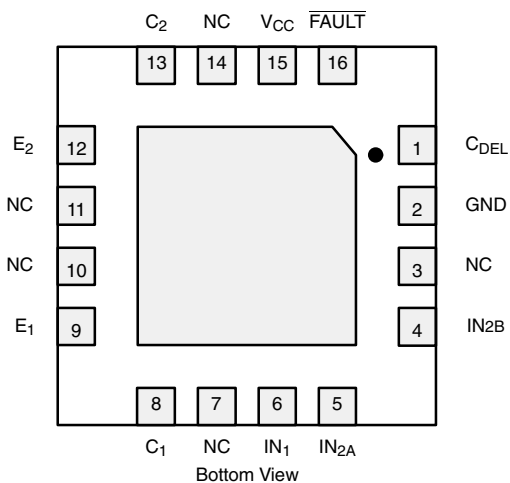 C2 NC VCC FAULT
13 14 15 16
E2 12 1 CDEL
NC 11 2 GND
NC 10 3 NC
E1 9 4 IN2B
8 7 6 5
C1 NC IN1 IN2A
Bottom View